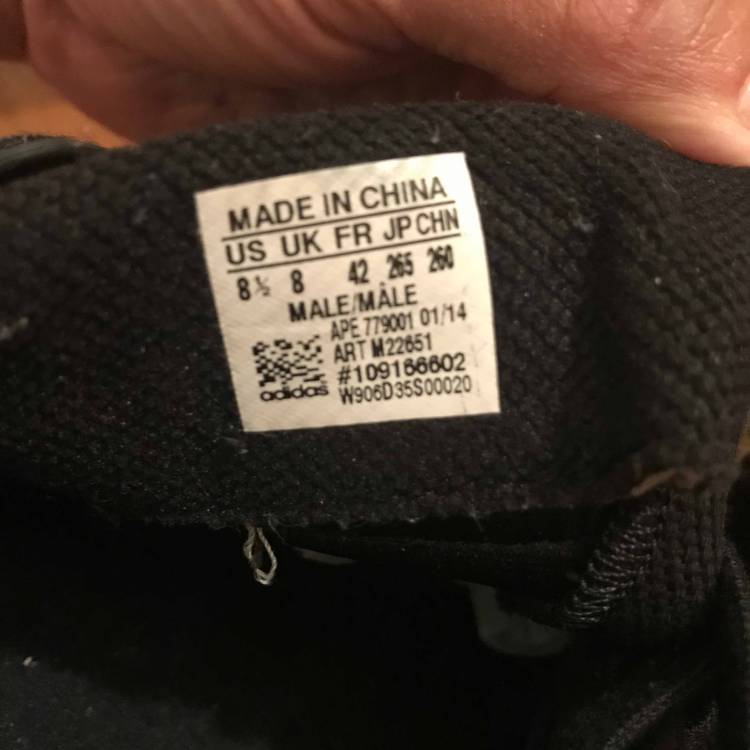 MADE IN CHINA
US UK FR JP CHN
8½ 8 42 265 260
MALE/MÂLE
APE 779001 01/14
ART M22651
#109166602
adidas W906D35S00020